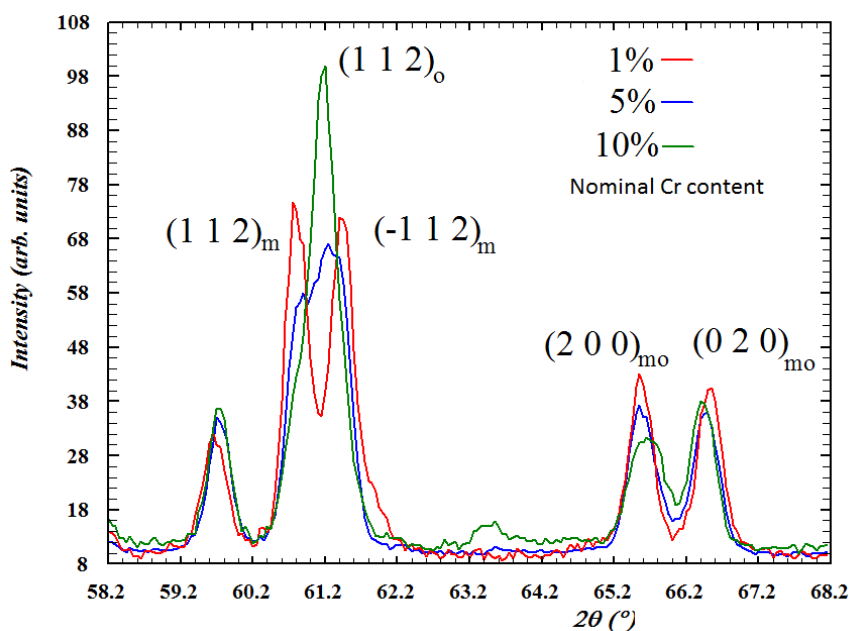 108
98
88
78
68
58
48
38
28
18
8
Intensity (arb. units)
(1 1 2)o
1%
5%
10%
Nominal Cr content
(1 1 2)m
(-1 1 2)m
(2 0 0)mo
(0 2 0)mo
58.2 59.2 60.2 61.2 62.2 63.2 64.2 65.2 66.2 67.2 68.2
2θ (°)